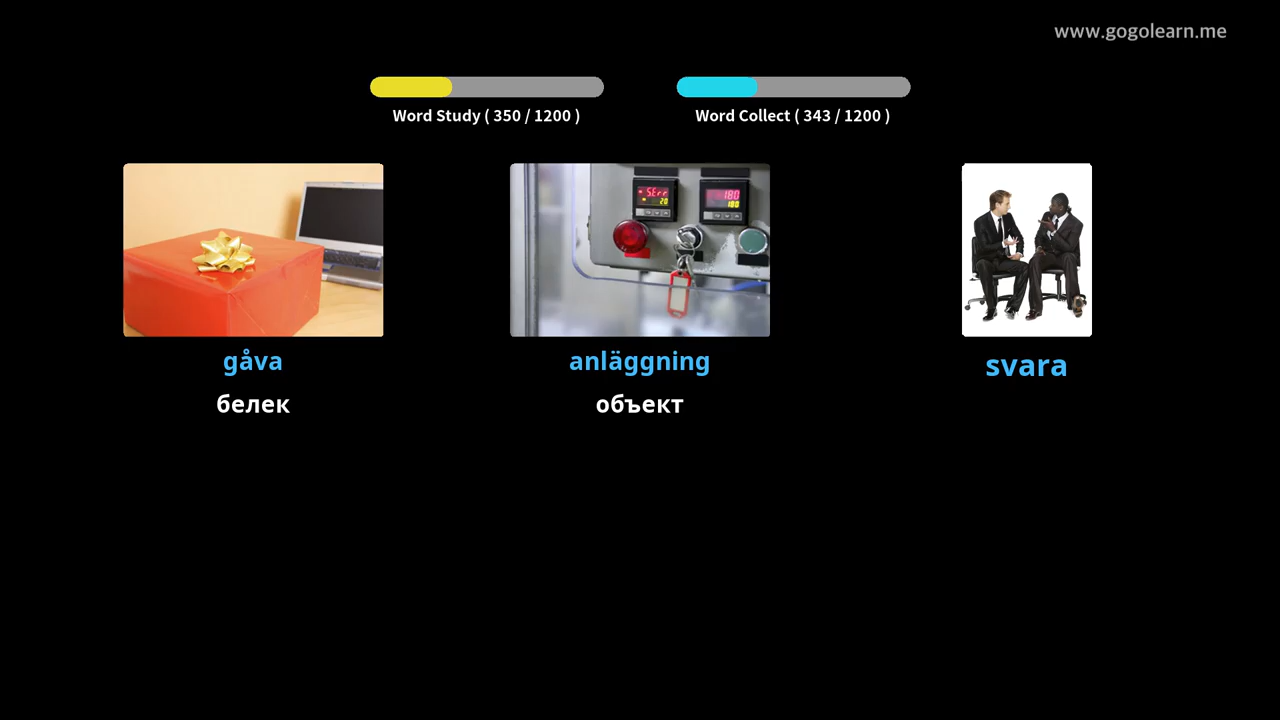 www.gogolearn.me
Word Study ( 350 / 1200 )
Word Collect ( 343 / 1200 )
gåva
белек
anläggning
объект
svara